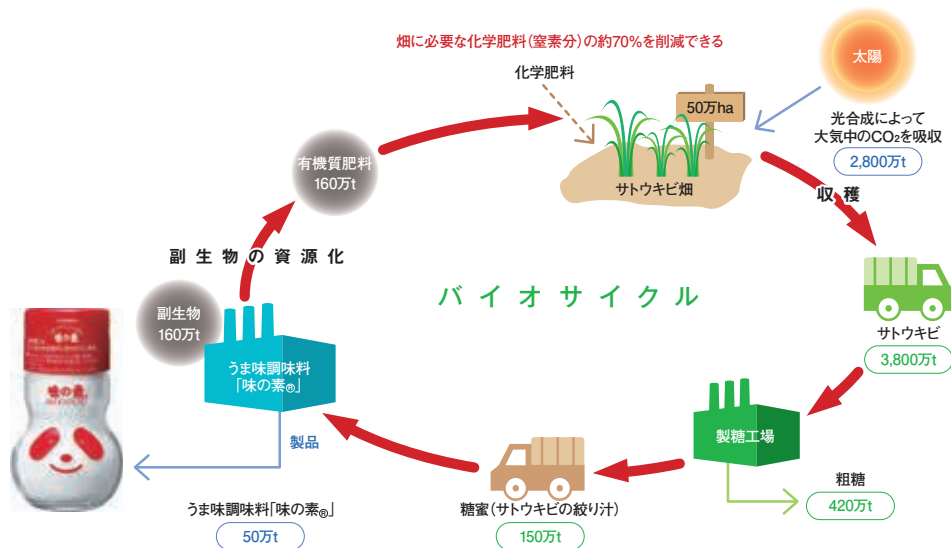 畑に必要な化学肥料(窒素分)の約70%を削減できる
化学肥料
50万ha
サトウキビ畑
太陽
光合成によって
大気中のCO₂を吸収
2,800万t
収穫
サトウキビ
3,800万t
製糖工場
粗糖
420万t
糖蜜(サトウキビの絞り汁)
150万t
うま味調味料
「味の素®」
製品
うま味調味料「味の素®」
50万t
副生物
160万t
副生物の資源化
有機質肥料
160万t
バイオサイクル
味の素
味の素